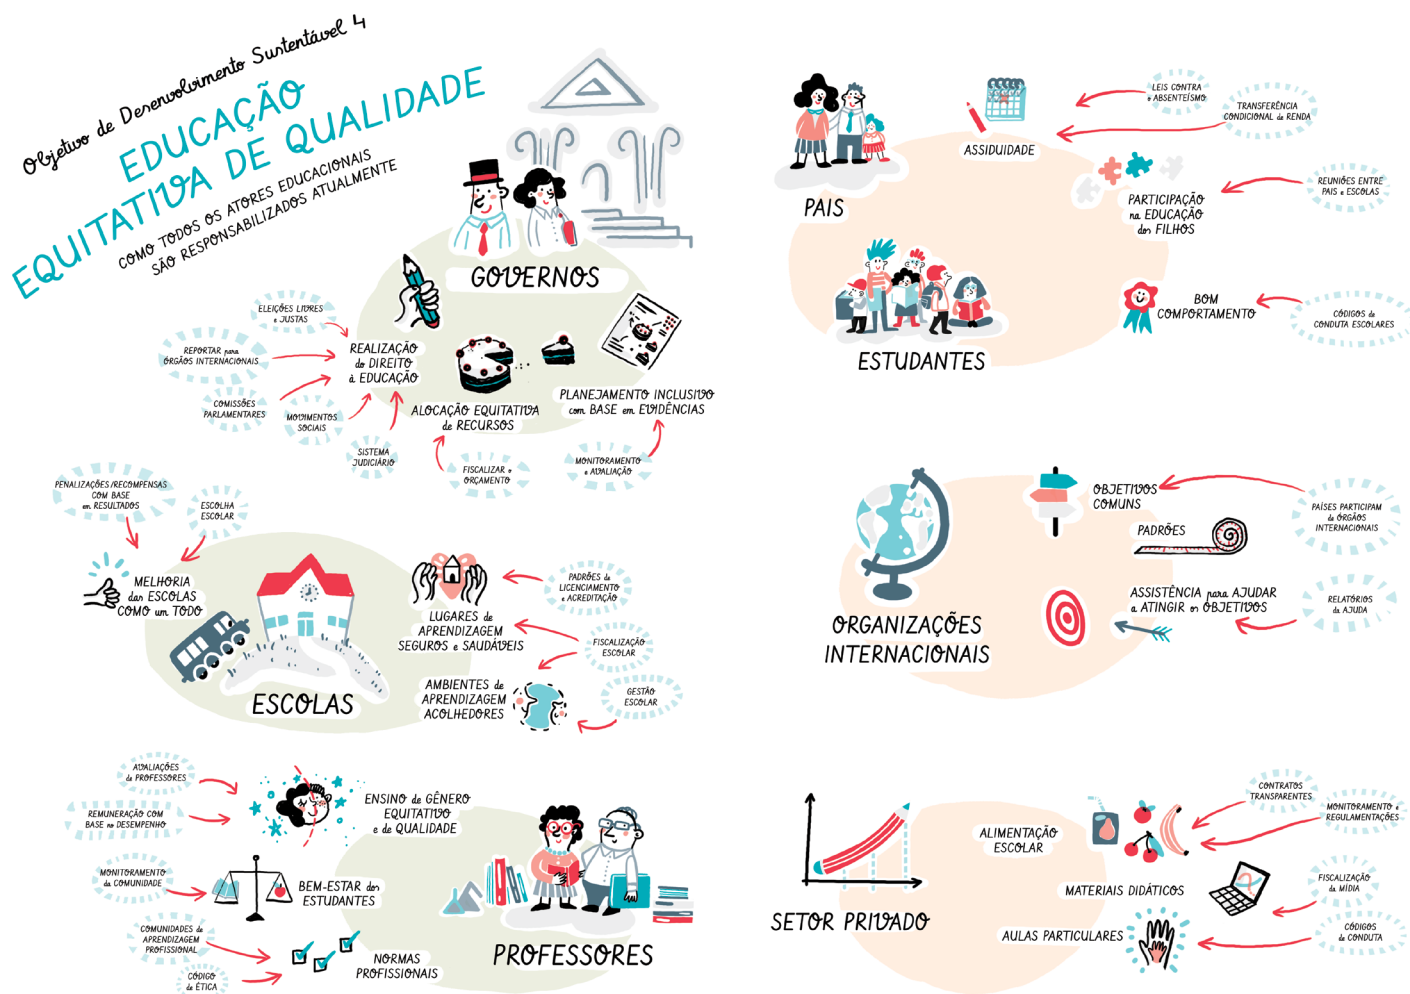 Objetivo de Desenvolvimento Sustentável 4
EDUCAÇÃO
EQUITATIVA DE QUALIDADE
COMO TODOS OS ATORES EDUCACIONAIS
SÃO RESPONSABILIZADOS ATUALMENTE
GOVERNOS
ELEIÇÕES LIVRES
e JUSTAS
REPORTAR para
ÓRGÃOS INTERNACIONAIS
COMISSÕES
PARLAMENTARES
MOVIMENTOS
SOCIAIS
SISTEMA
JUDICIÁRIO
REALIZAÇÃO
do DIREITO
à EDUCAÇÃO
ALOCAÇÃO EQUITATIVA
de RECURSOS
FISCALIZAR o
ORÇAMENTO
PLANEJAMENTO INCLUSIVO
com BASE em EVIDÊNCIAS
MONITORAMENTO
e AVALIAÇÃO
PENALIZAÇÕES/RECOMPENSAS
COM BASE
em RESULTADOS
ESCOLHA
ESCOLAR
MELHORIA
das ESCOLAS
COMO um TODO
ESCOLAS
LUGARES de
APRENDIZAGEM
SEGUROS e SAUDÁVEIS
PADRÕES de
LICENCIAMENTO
e ACREDITAÇÃO
FISCALIZAÇÃO
ESCOLAR
AMBIENTES de
APRENDIZAGEM
ACOLHEDORES
GESTÃO
ESCOLAR
AVALIAÇÕES
de PROFESSORES
REMUNERAÇÃO COM
BASE no DESEMPENHO
ENSINO de GÊNERO
EQUITATIVO
e de QUALIDADE
MONITORAMENTO
da COMUNIDADE
BEM-ESTAR dos
ESTUDANTES
COMUNIDADES de
APRENDIZAGEM
PROFISSIONAL
CÓDIGO
de ÉTICA
NORMAS
PROFISSIONAIS
PROFESSORES
PAIS
ASSIDUIDADE
LEIS CONTRA
o ABSENTEÍSMO
TRANSFERÊNCIA
CONDICIONAL de RENDA
PARTICIPAÇÃO
na EDUCAÇÃO
dos FILHOS
REUNIÕES ENTRE
PAIS e ESCOLAS
ESTUDANTES
BOM
COMPORTAMENTO
CÓDIGOS de
CONDUTA ESCOLARES
ORGANIZAÇÕES
INTERNACIONAIS
OBJETIVOS
COMUNS
PADRÕES
PAÍSES PARTICIPAM
de ÓRGÃOS
INTERNACIONAIS
ASSISTÊNCIA para AJUDAR
a ATINGIR os OBJETIVOS
RELATÓRIOS
da AJUDA
SETOR PRIVADO
ALIMENTAÇÃO
ESCOLAR
CONTRATOS
TRANSPARENTES
MONITORAMENTO e
REGULAMENTAÇÕES
MATERIAIS DIDÁTICOS
FISCALIZAÇÃO
da MÍDIA
AULAS PARTICULARES
CÓDIGOS
de CONDUTA